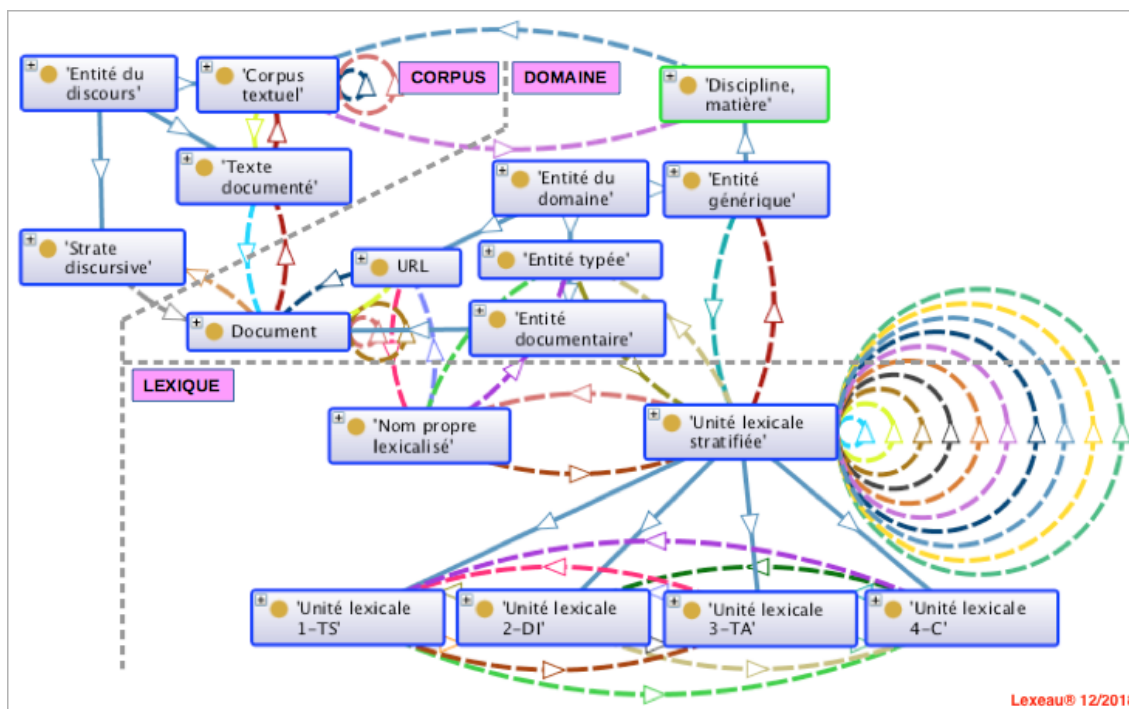 'Entité du
discours'
'Corpus
textuel'
CORPUS
DOMAINE
'Discipline,
matière'
'Texte
documenté'
'Entité du
domaine'
'Entité
générique'
'Strate
discursive'
URL
'Entité typée'
Document
'Entité
documentaire'
LEXIQUE
'Nom propre
lexicalisé'
'Unité lexicale
stratifiée'
'Unité lexicale
1-TS'
'Unité lexicale
2-DI'
'Unité lexicale
3-TA'
'Unité lexicale
4-C'
Lexeau® 12/2018